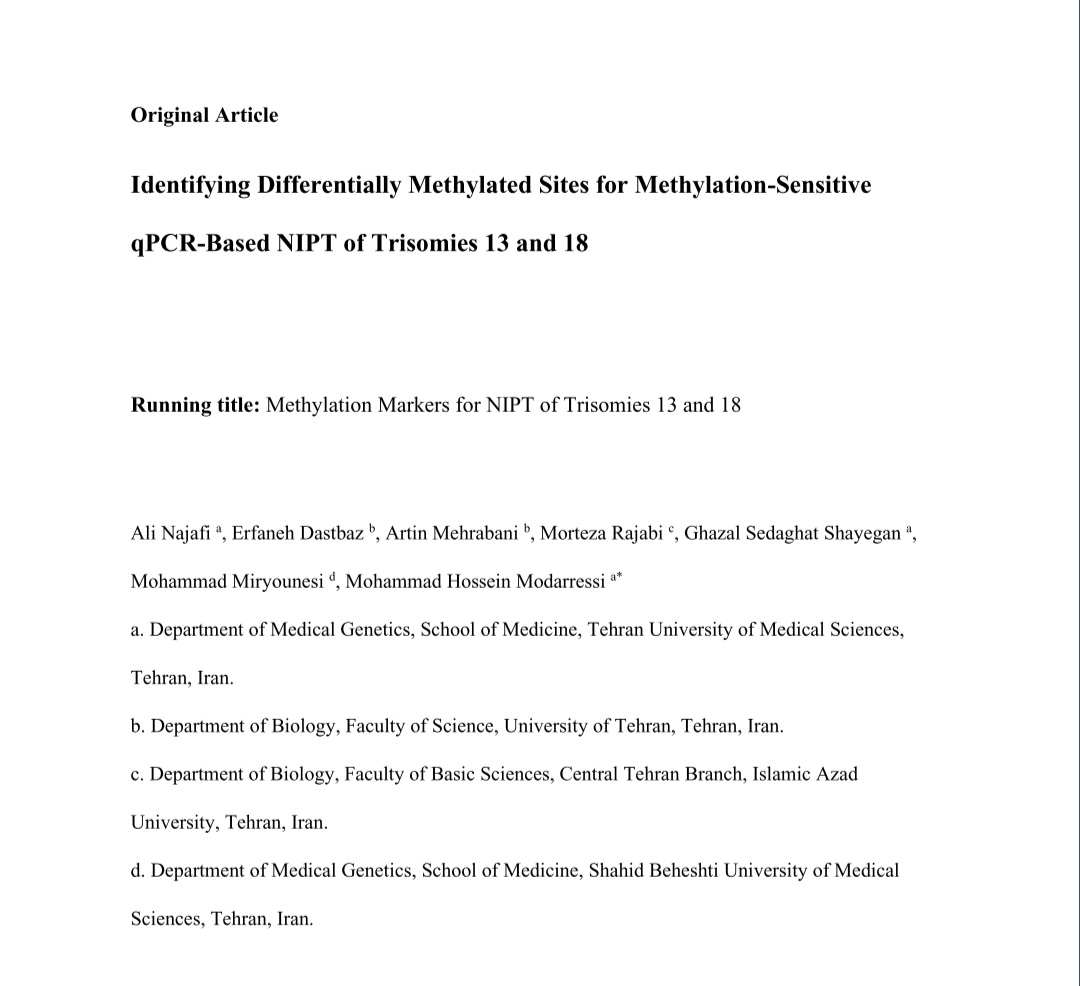 Original Article
Identifying Differentially Methylated Sites for Methylation-Sensitive
qPCR-Based NIPT of Trisomies 13 and 18
Running title: Methylation Markers for NIPT of Trisomies 13 and 18
Ali Najafi ᵃ, Erfaneh Dastbaz ᵇ, Artin Mehrabani ᵇ, Morteza Rajabi ᶜ, Ghazal Sedaghat Shayegan ᵃ,
Mohammad Miryounesi ᵈ, Mohammad Hossein Modarressi ᵃ*
a. Department of Medical Genetics, School of Medicine, Tehran University of Medical Sciences,
Tehran, Iran.
b. Department of Biology, Faculty of Science, University of Tehran, Tehran, Iran.
c. Department of Biology, Faculty of Basic Sciences, Central Tehran Branch, Islamic Azad
University, Tehran, Iran.
d. Department of Medical Genetics, School of Medicine, Shahid Beheshti University of Medical
Sciences, Tehran, Iran.